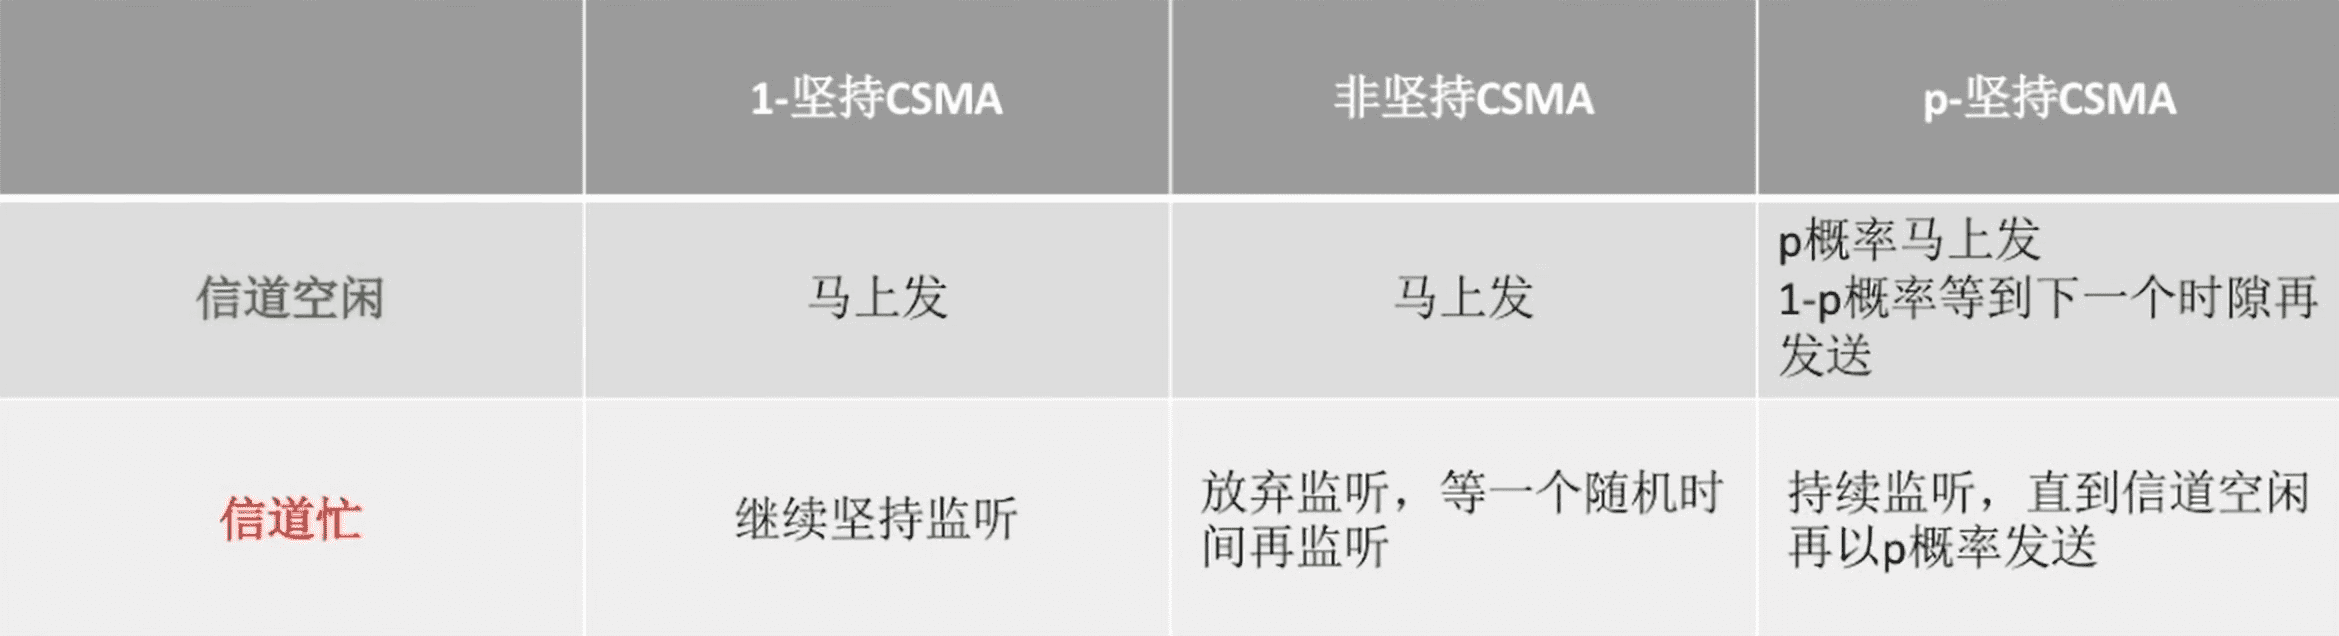 1-坚持CSMA
非坚持CSMA
p-坚持CSMA
信道空闲
马上发
马上发
p概率马上发
1-p概率等到下一个时隙再
发送
信道忙
继续坚持监听
放弃监听，等一个随机时
间再监听
持续监听，直到信道空闲
再以p概率发送